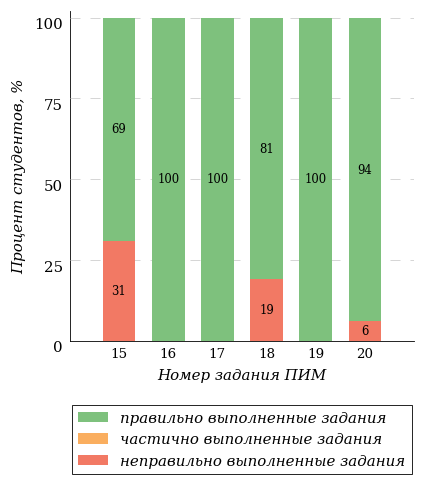 100
69
81
94
75
100
100
100
50
25
31
19
6
0
15 16 17 18 19 20
Процент студентов, %
Номер задания ПИМ
правильно выполненные задания
частично выполненные задания
неправильно выполненные задания